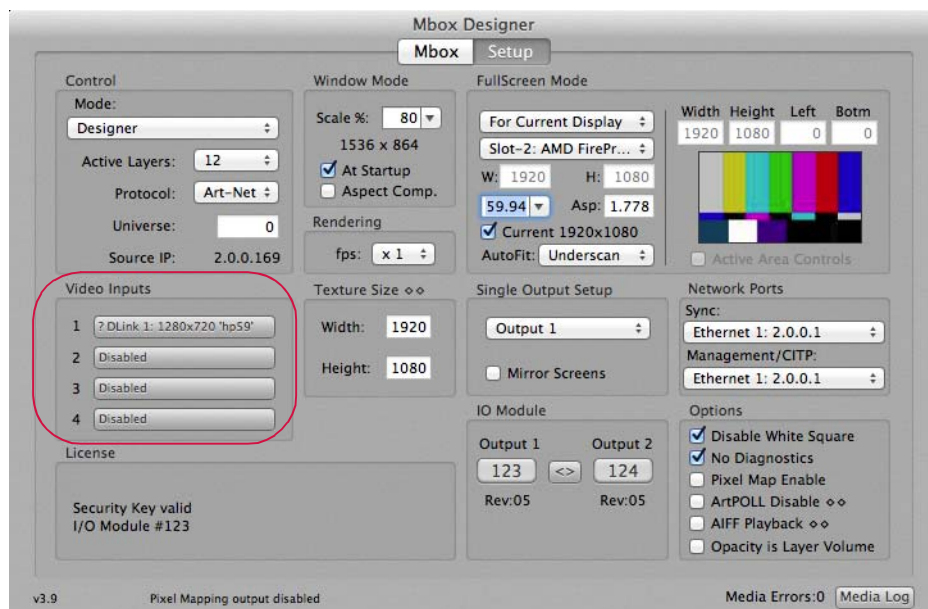 Mbox Designer
Mbox Setup
Control
Mode:
Designer
Active Layers: 12
Protocol: Art-Net
Universe: 0
Source IP: 2.0.0.169
Window Mode
Scale %: 80
1536 x 864
At Startup
Aspect Comp.
Rendering
fps: x 1
FullScreen Mode
For Current Display
Slot-2: AMD FirePr...
W: 1920 H: 1080
59.94 Asp: 1.778
Current 1920x1080
AutoFit: Underscan
Width Height Left Botm
1920 1080 0 0
Active Area Controls
Video Inputs
1 ? DLink 1: 1280x720 'hp59'
2 Disabled
3 Disabled
4 Disabled
Texture Size ◇◇
Width: 1920
Height: 1080
Single Output Setup
Output 1
Mirror Screens
Network Ports
Sync:
Ethernet 1: 2.0.0.1
Management/CITP:
Ethernet 1: 2.0.0.1
License
Security Key valid
I/O Module #123
IO Module
Output 1 Output 2
123 <> 124
Rev:05 Rev:05
Options
Disable White Square
No Diagnostics
Pixel Map Enable
ArtPOLL Disable ◇◇
AIFF Playback ◇◇
Opacity is Layer Volume
v3.9 Pixel Mapping output disabled Media Errors:0 Media Log